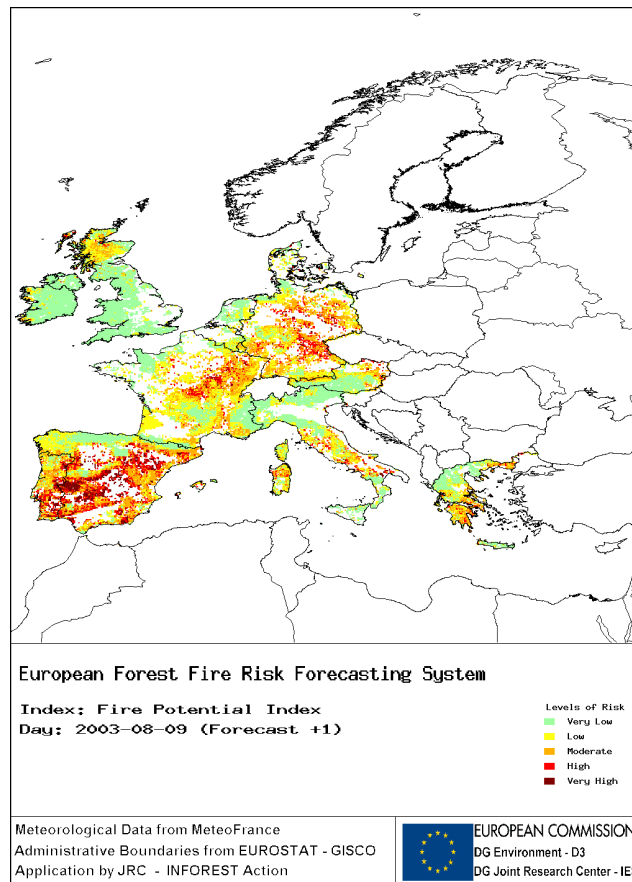 European Forest Fire Risk Forecasting System
Index: Fire Potential Index
Day: 2003-08-09 (Forecast +1)
Levels of Risk
Very Low
Low
Moderate
High
Very High
Meteorological Data from MeteoFrance
Administrative Boundaries from EUROSTAT - GISCO
Application by JRC - INFOREST Action
EUROPEAN COMMISSION
DG Environment - D3
DG Joint Research Center - IES